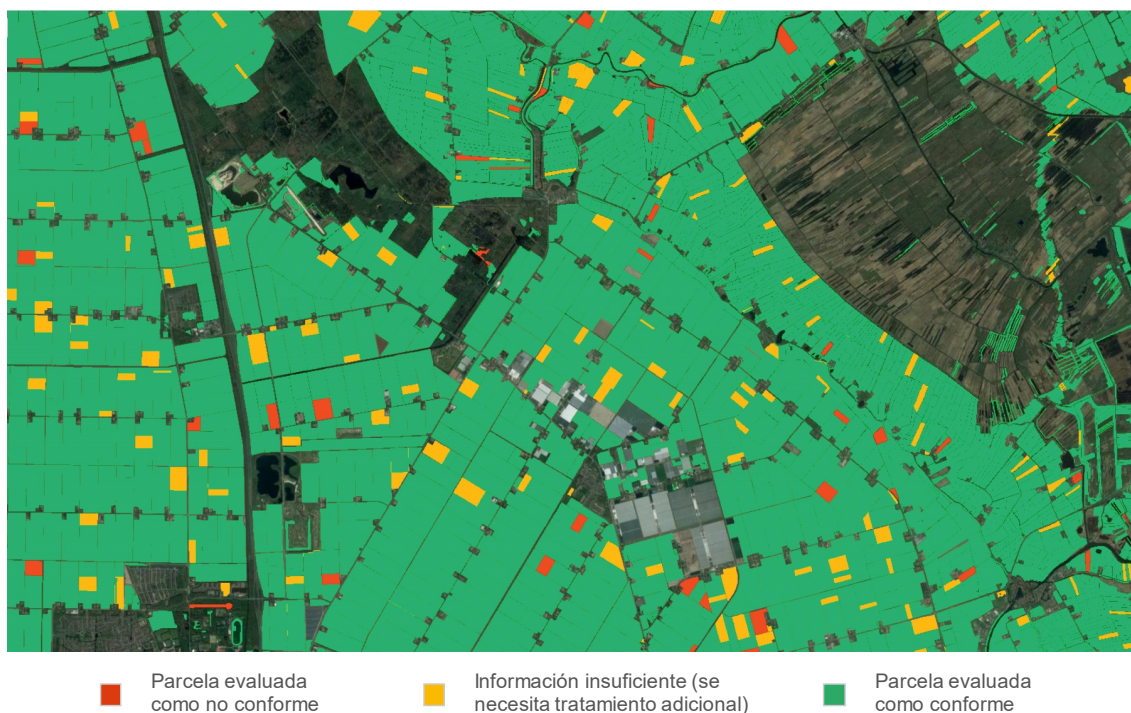 Parcela evaluada
como no conforme
Información insuficiente (se
necesita tratamiento adicional)
Parcela evaluada
como conforme